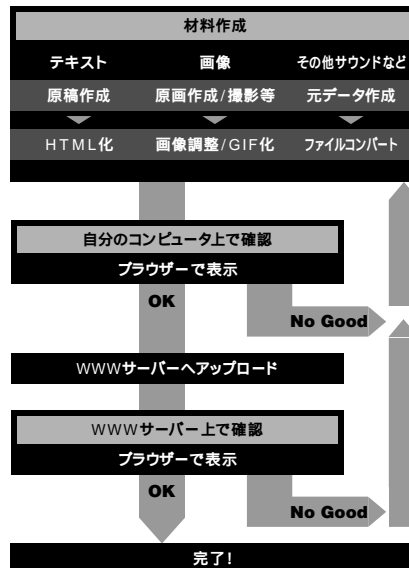 材料作成
テキスト 画像 その他サウンドなど
原稿作成 原画作成/撮影等 元データ作成
HTML化 画像調整/GIF化 ファイルコンバート
自分のコンピュータ上で確認
ブラウザーで表示
OK
No Good
WWWサーバーへアップロード
WWWサーバー上で確認
ブラウザーで表示
OK
No Good
完了!